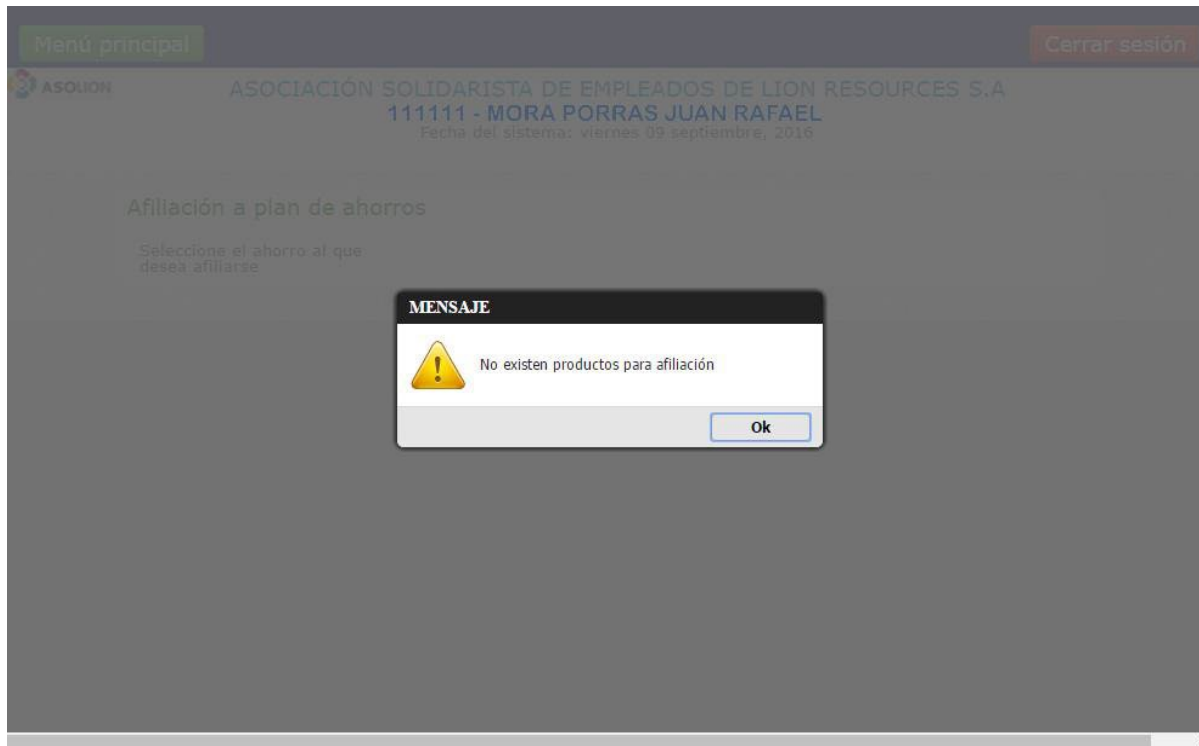 Menú principal
Cerrar sesión
ASOLION
ASOCIACIÓN SOLIDARISTA DE EMPLEADOS DE LION RESOURCES S.A
111111 - MORA PORRAS JUAN RAFAEL
Fecha del sistema: viernes 09 septiembre, 2016
Afiliación a plan de ahorros
Seleccione el ahorro al que
desea afiliarse
MENSAJE
No existen productos para afiliación
Ok